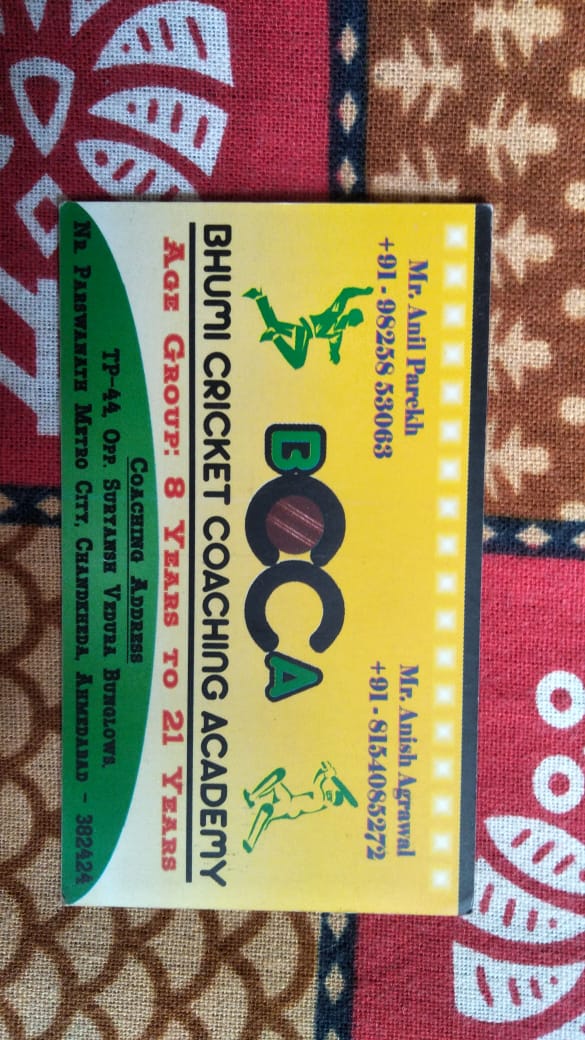 Mr. Anil Parekh
+91 - 98258 53063
Mr. Anish Agrawal
+91 - 8154085272
BCCA
BHUMI CRICKET COACHING ACADEMY
AGE GROUP: 8 YEARS TO 21 YEARS
COACHING ADDRESS
TP-44, OPP. SURYANSH VEDURA BUNGLOWS,
NR. PARSWANATH METRO CITY, CHANDKHEDA, AHMEDABAD - 382424